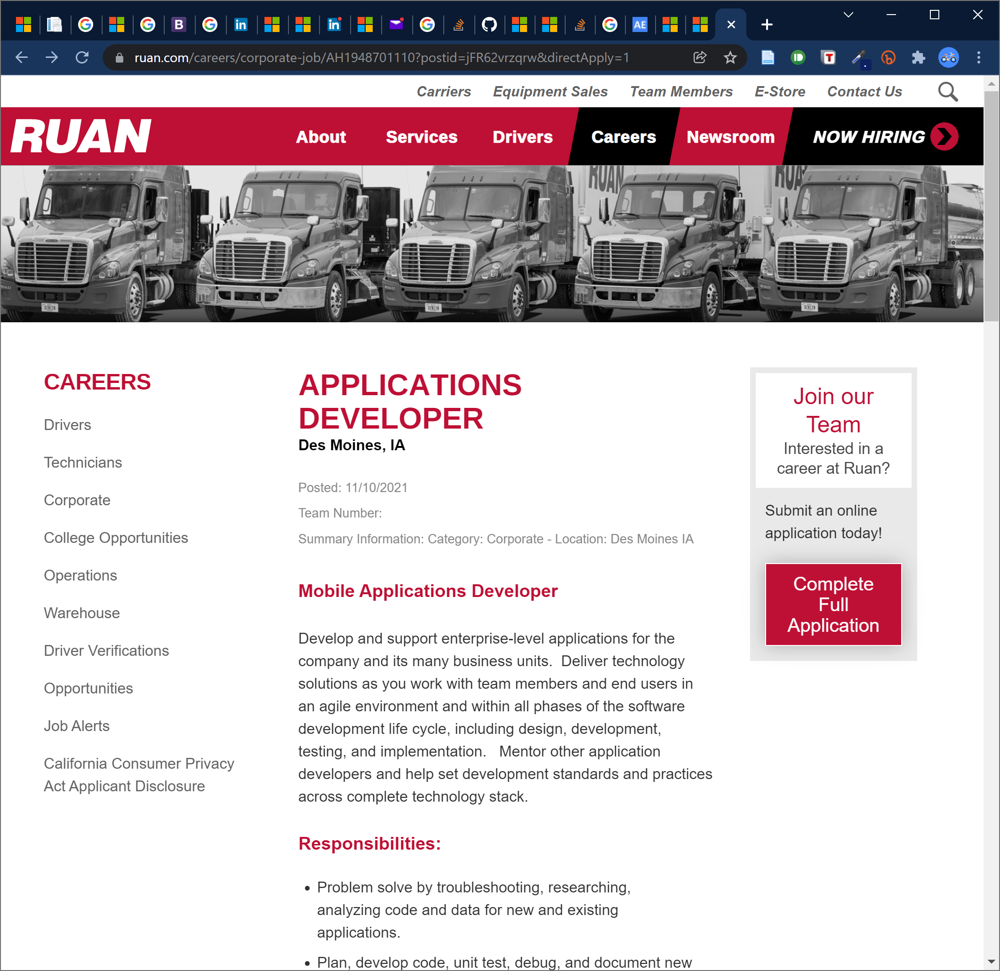 ruan.com/careers/corporate-job/AH1948701110?postid=jFR62vrzqrw&directApply=1
Carriers Equipment Sales Team Members E-Store Contact Us
RUAN
About Services Drivers Careers Newsroom NOW HIRING
RUAN
CAREERS
Drivers
Technicians
Corporate
College Opportunities
Operations
Warehouse
Driver Verifications
Opportunities
Job Alerts
California Consumer Privacy
Act Applicant Disclosure
APPLICATIONS
DEVELOPER
Des Moines, IA
Posted: 11/10/2021
Team Number:
Summary Information: Category: Corporate - Location: Des Moines IA
Mobile Applications Developer
Develop and support enterprise-level applications for the
company and its many business units.  Deliver technology
solutions as you work with team members and end users in
an agile environment and within all phases of the software
development life cycle, including design, development,
testing, and implementation.   Mentor other application
developers and help set development standards and practices
across complete technology stack.
Responsibilities:
• Problem solve by troubleshooting, researching,
analyzing code and data for new and existing
applications.
• Plan, develop code, unit test, debug, and document new
Join our
Team
Interested in a
career at Ruan?
Submit an online
application today!
Complete
Full
Application